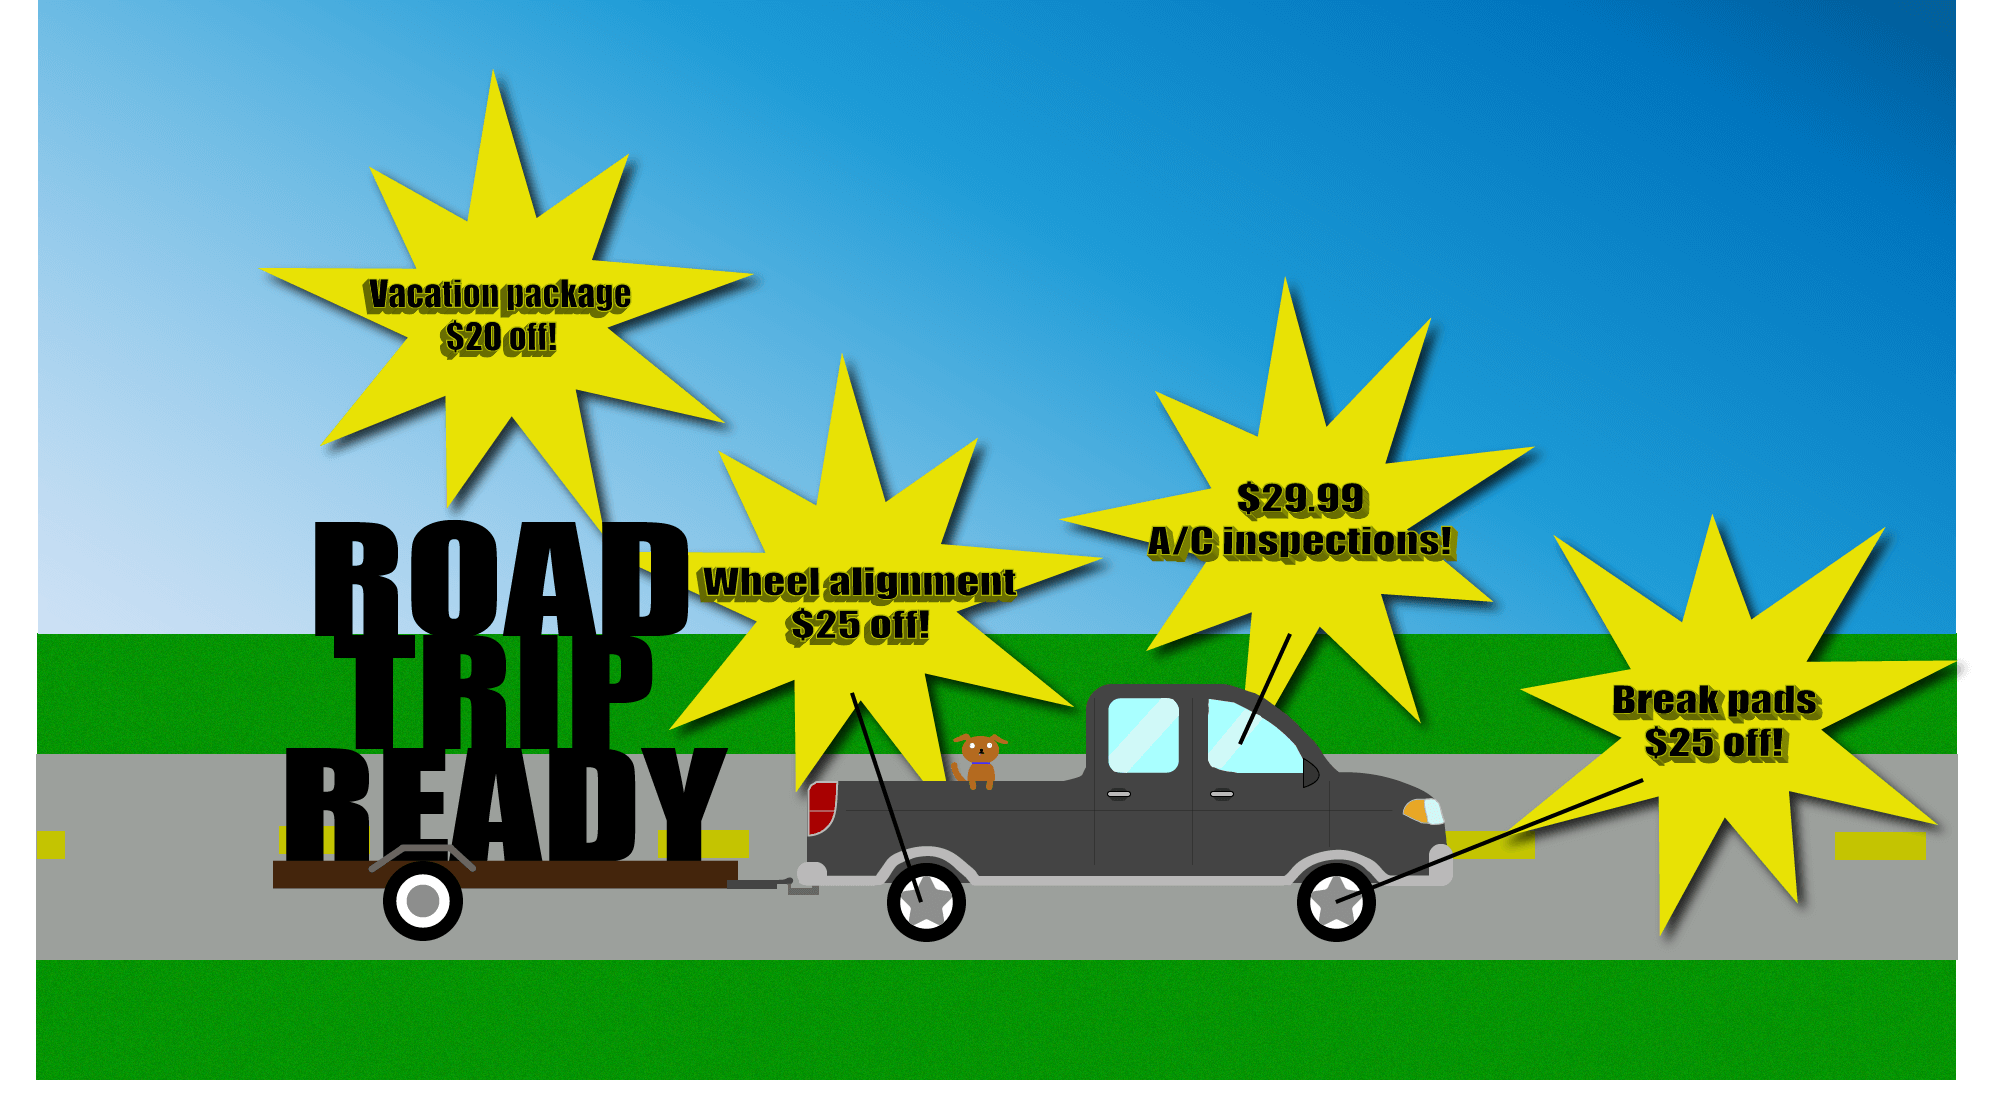 Vacation package
$20 off!
ROAD
TRIP
READY
Wheel alignment
$25 off!
$29.99
A/C inspections!
Break pads
$25 off!